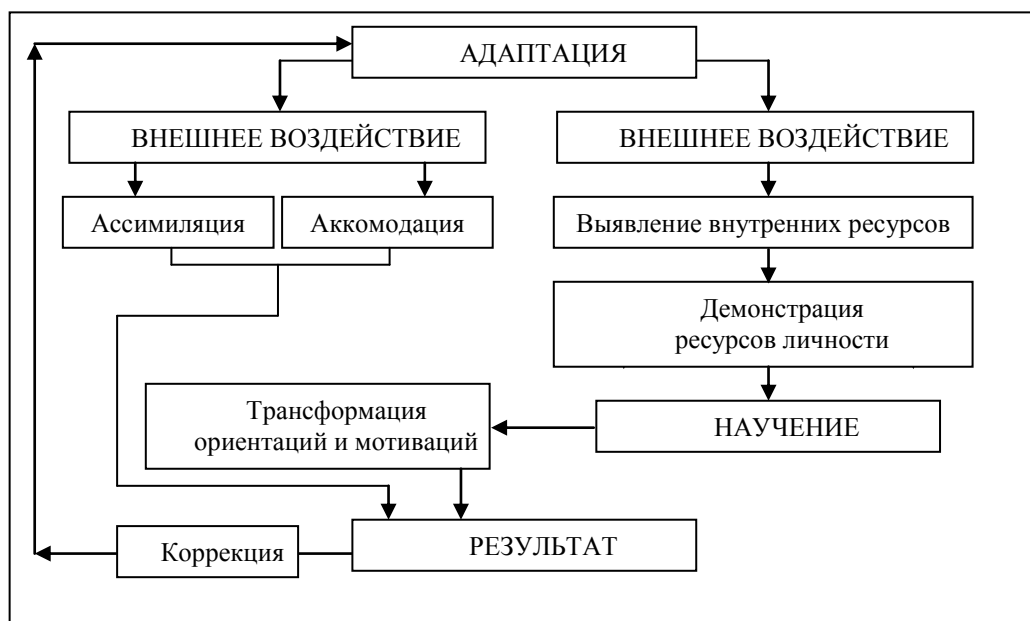 АДАПТАЦИЯ
ВНЕШНЕЕ ВОЗДЕЙСТВИЕ
ВНЕШНЕЕ ВОЗДЕЙСТВИЕ
Ассимиляция
Аккомодация
Выявление внутренних ресурсов
Демонстрация
ресурсов личности
Трансформация
ориентаций и мотиваций
НАУЧЕНИЕ
Коррекция
РЕЗУЛЬТАТ